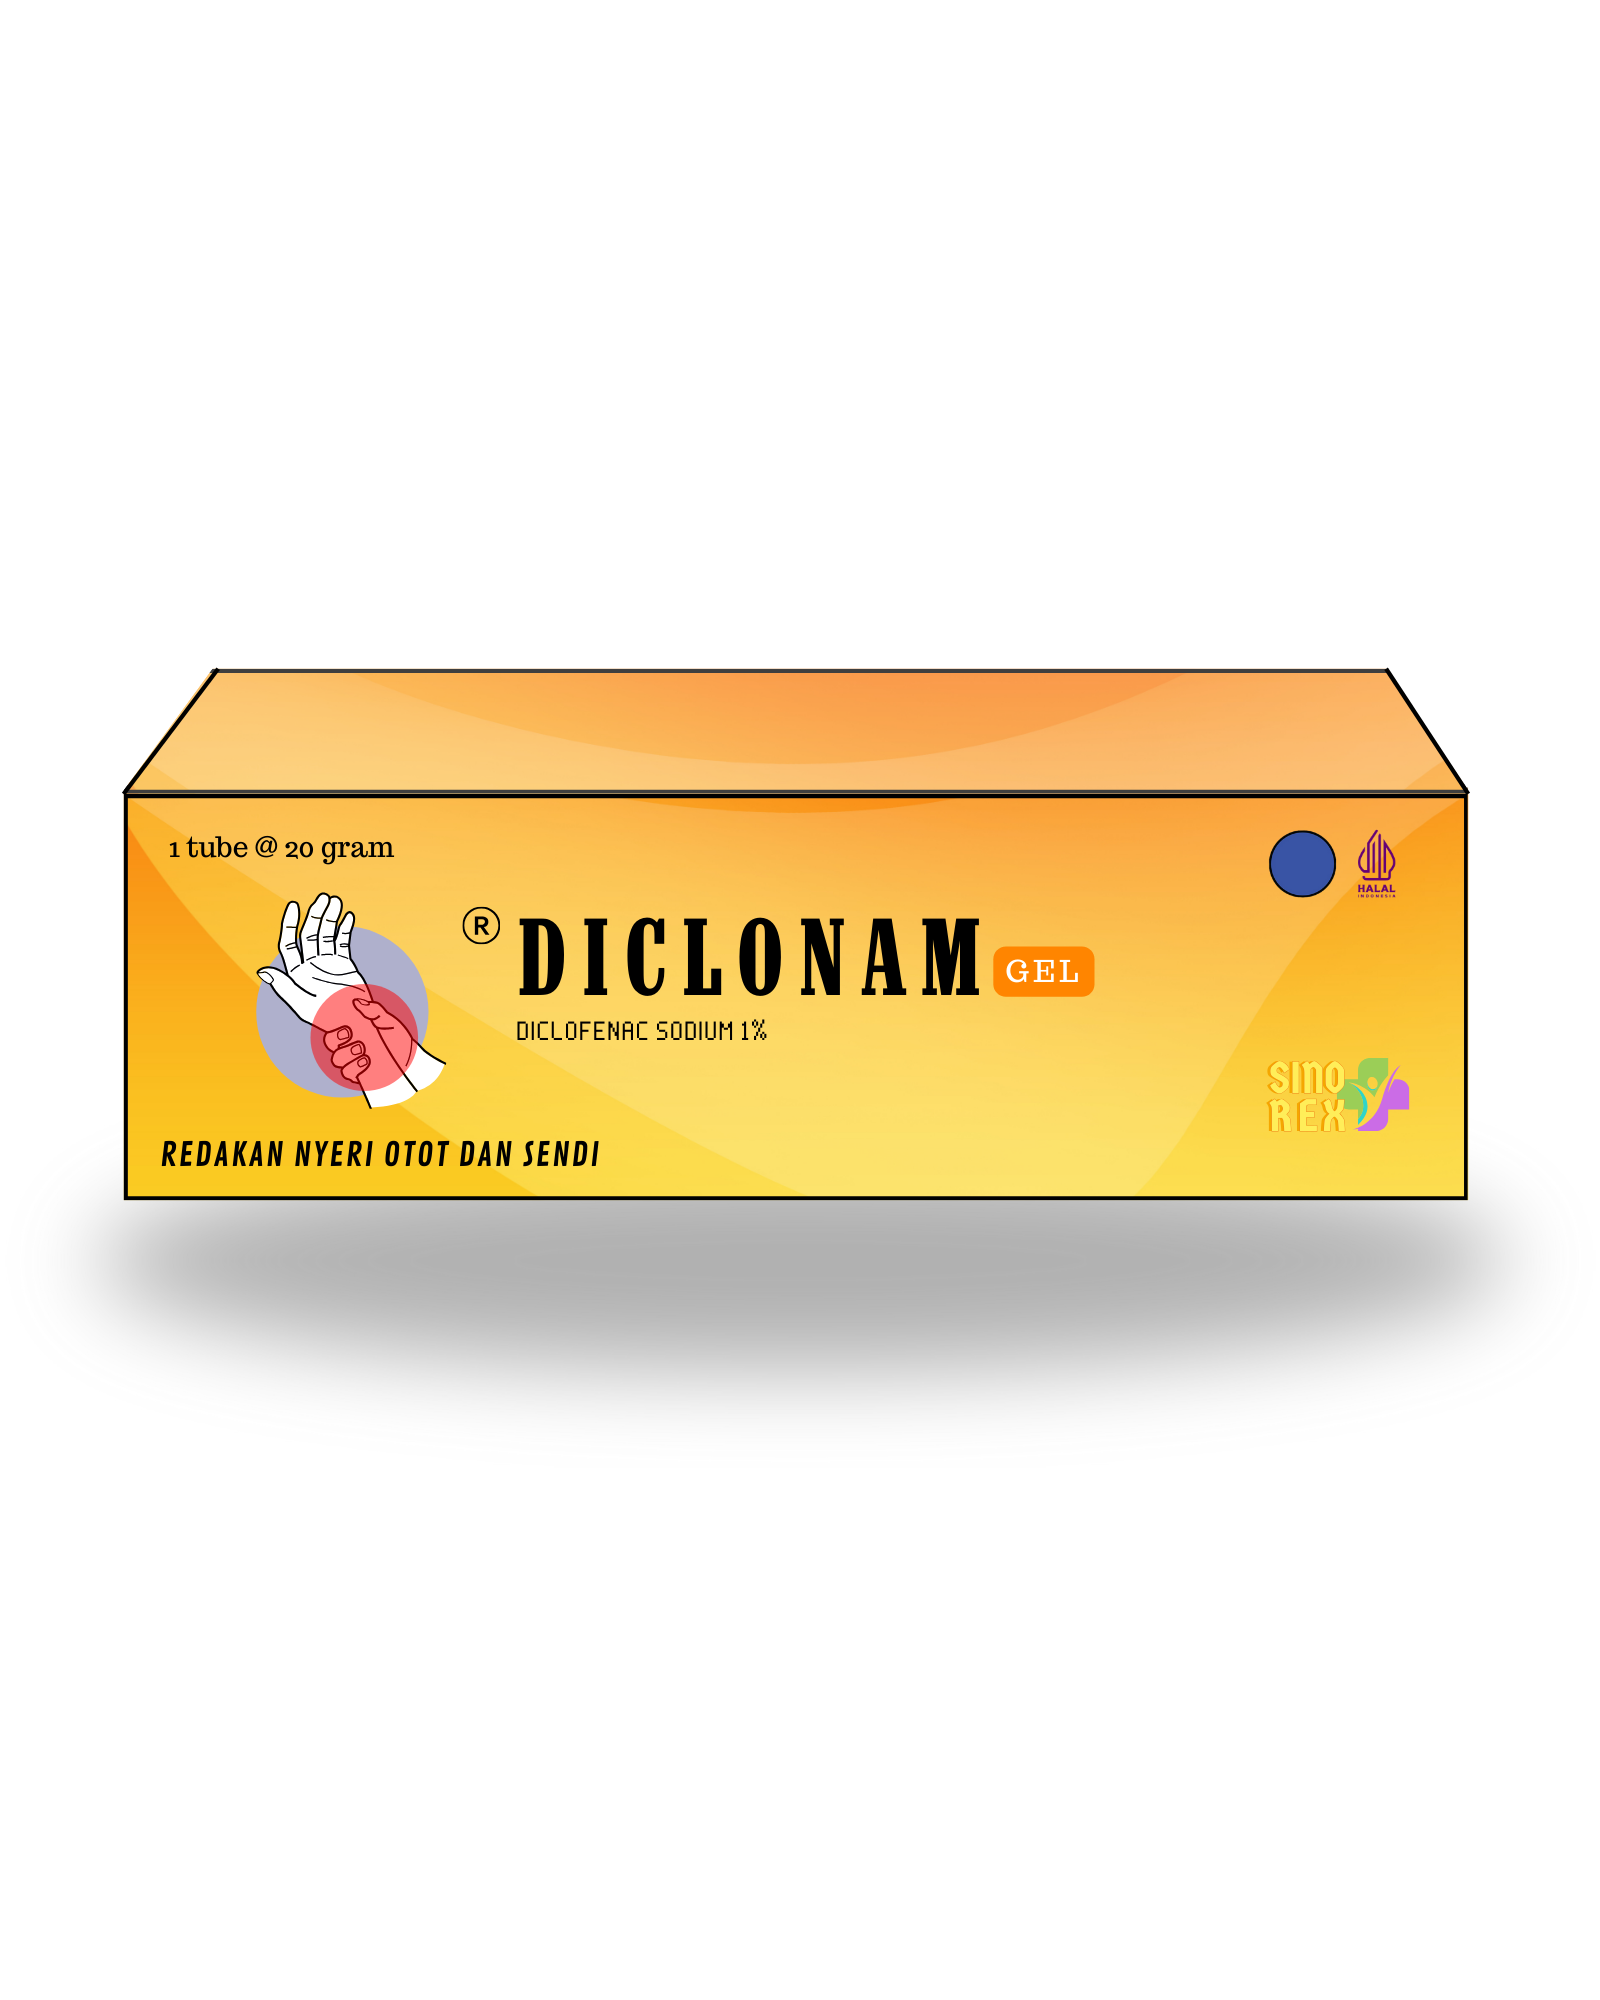 1 tube @ 20 gram
HALAL
INDONESIA
® DICLONAM GEL
DICLOFENAC SODIUM 1%
SINO
REX
REDAKAN NYERI OTOT DAN SENDI